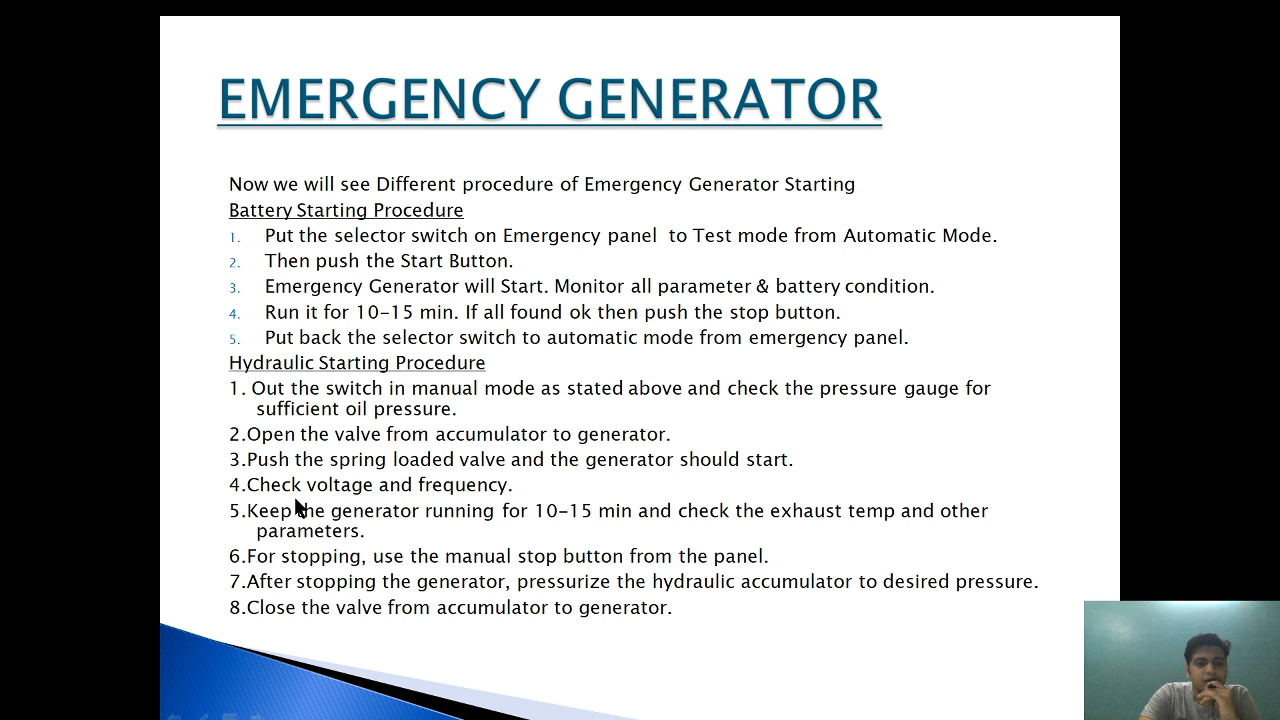 EMERGENCY GENERATOR
Now we will see Different procedure of Emergency Generator Starting
Battery Starting Procedure
1. Put the selector switch on Emergency panel to Test mode from Automatic Mode.
2. Then push the Start Button.
3. Emergency Generator will Start. Monitor all parameter & battery condition.
4. Run it for 10-15 min. If all found ok then push the stop button.
5. Put back the selector switch to automatic mode from emergency panel.
Hydraulic Starting Procedure
1. Out the switch in manual mode as stated above and check the pressure gauge for
sufficient oil pressure.
2.Open the valve from accumulator to generator.
3.Push the spring loaded valve and the generator should start.
4.Check voltage and frequency.
5.Keep the generator running for 10-15 min and check the exhaust temp and other
parameters.
6.For stopping, use the manual stop button from the panel.
7.After stopping the generator, pressurize the hydraulic accumulator to desired pressure.
8.Close the valve from accumulator to generator.